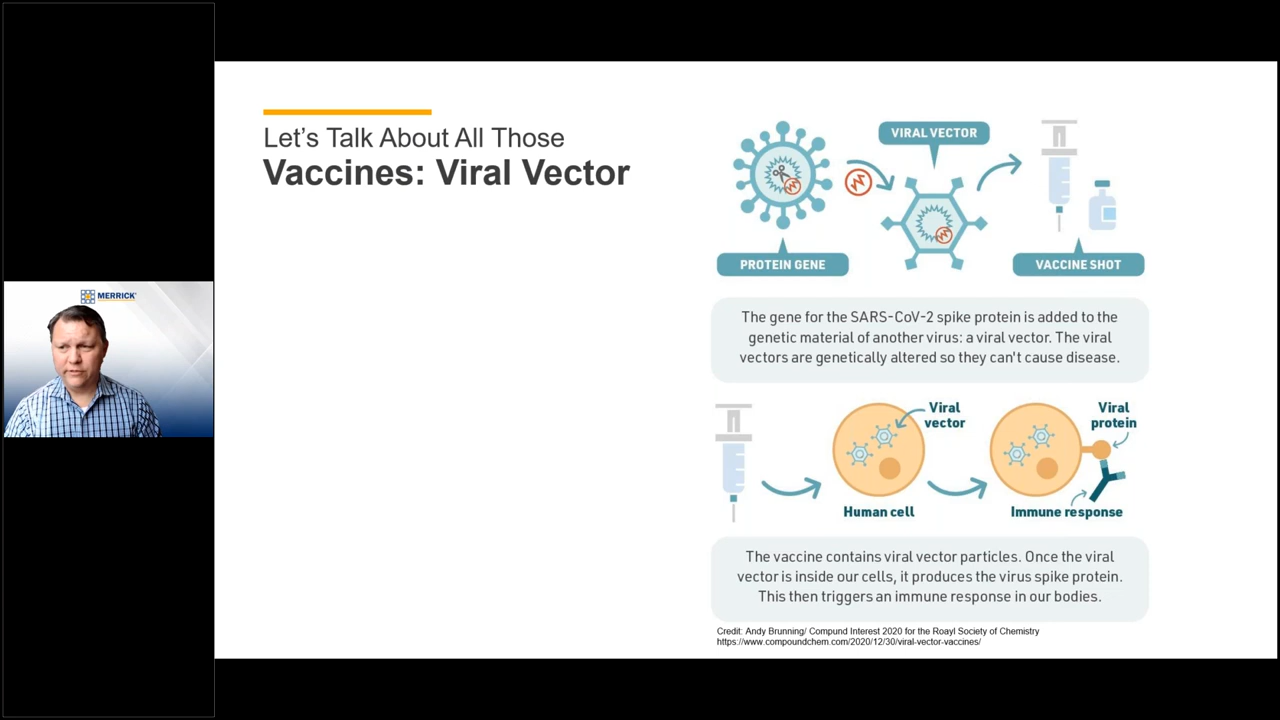 MERRICK
Let's Talk About All Those
Vaccines: Viral Vector
VIRAL VECTOR
PROTEIN GENE
VACCINE SHOT
The gene for the SARS-CoV-2 spike protein is added to the
genetic material of another virus: a viral vector. The viral
vectors are genetically altered so they can't cause disease.
Viral
vector
Viral
protein
Human cell
Immune response
The vaccine contains viral vector particles. Once the viral
vector is inside our cells, it produces the virus spike protein.
This then triggers an immune response in our bodies.
Credit: Andy Brunning/ Compund Interest 2020 for the Roayl Society of Chemistry
https://www.compoundchem.com/2020/12/30/viral-vector-vaccines/